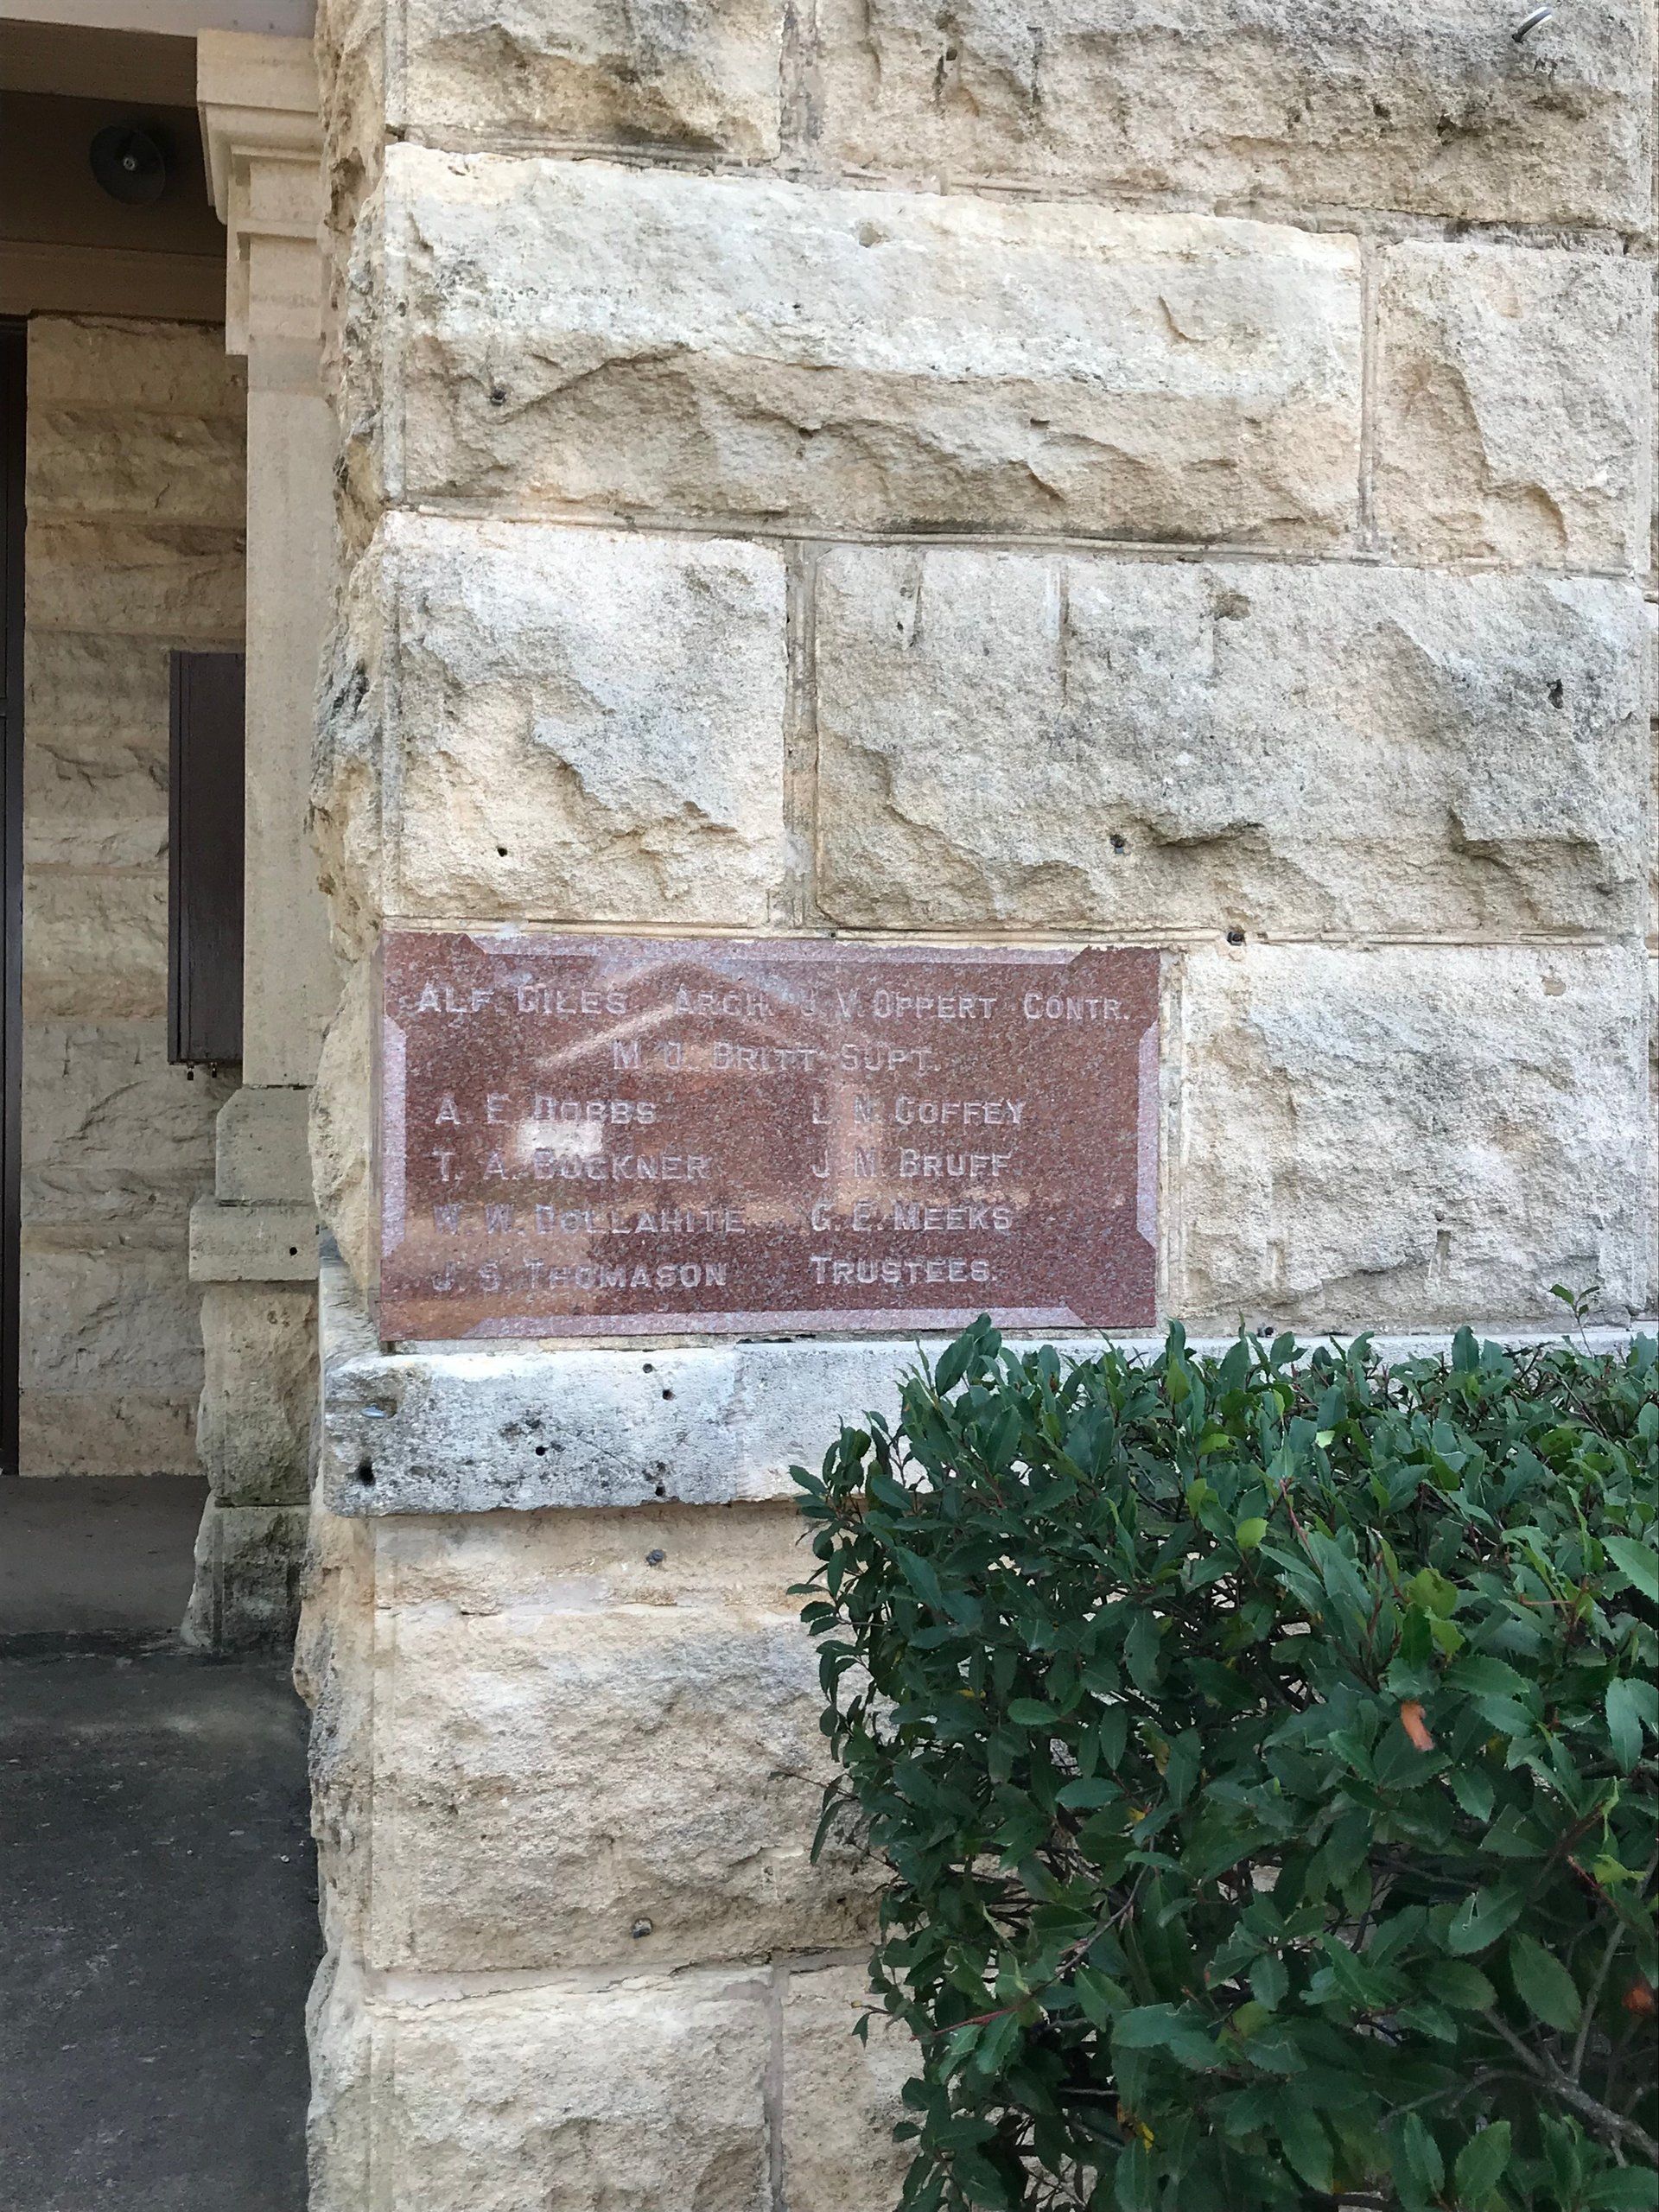 ALF. GILES ARCH. J. V. OPPERT CONTR.
M. O. BRITT SUPT.
A. E. DOBBS L. N. COFFEY
T. A. BUCKNER J. M. BRUFF
W. W. DOLLAHITE G. E. MEEKS
J. S. THOMASON TRUSTEES.